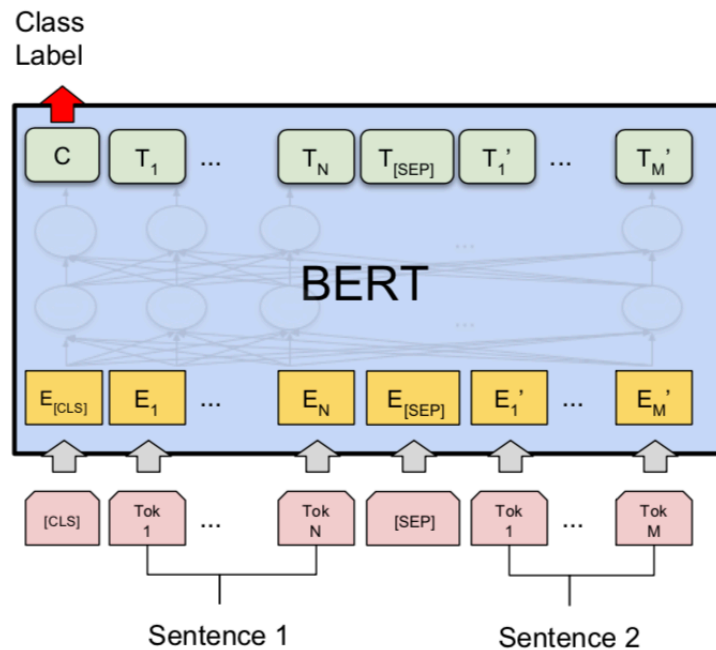 Class
Label
C T1 ... TN T[SEP] T1’ ... TM’
...
BERT
...
E[CLS] E1 ... EN E[SEP] E1’ ... EM’
[CLS] Tok 1 ... Tok N [SEP] Tok 1 ... Tok M
Sentence 1 Sentence 2